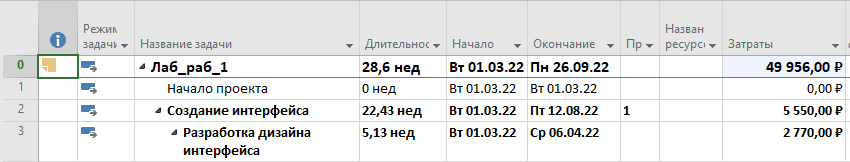 Режим задачи Название задачи Длительнос Начало Окончание Пр Назван ресурсо Затраты
0 Лаб_раб_1 28,6 нед Вт 01.03.22 Пн 26.09.22 49 956,00 ₽
1 Начало проекта 0 нед Вт 01.03.22 Вт 01.03.22 0,00 ₽
2 Создание интерфейса 22,43 нед Вт 01.03.22 Пт 12.08.22 1 5 550,00 ₽
3 Разработка дизайна интерфейса 5,13 нед Вт 01.03.22 Ср 06.04.22 2 770,00 ₽